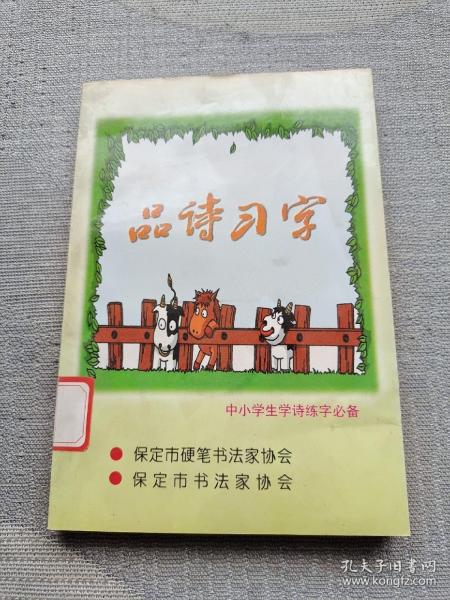 品诗习字
中小学生学诗练字必备
保定市硬笔书法家协会
保定市书法家协会
孔夫子旧书网
www.kongfz.com